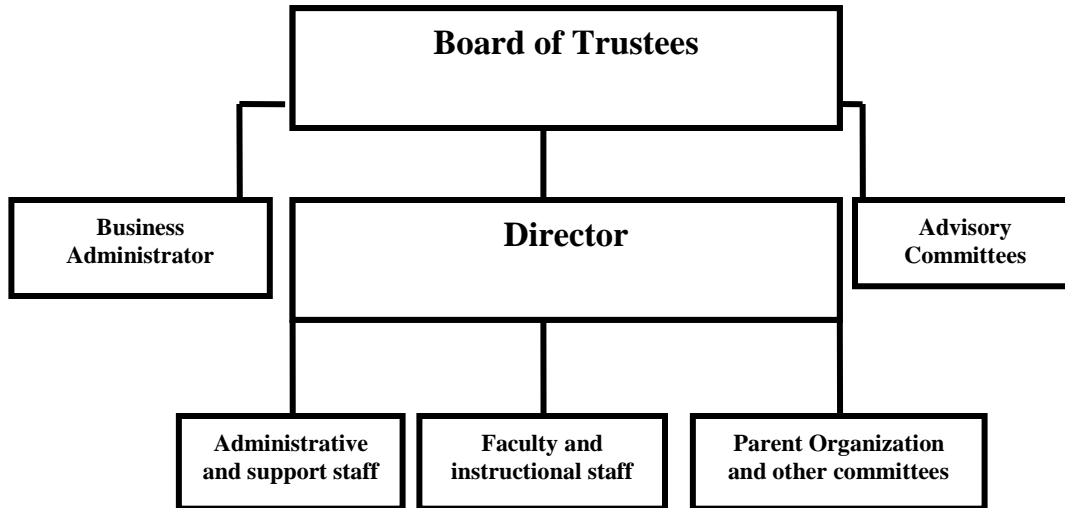 Board of Trustees
Business
Administrator
Director
Advisory
Committees
Administrative
and support staff
Faculty and
instructional staff
Parent Organization
and other committees